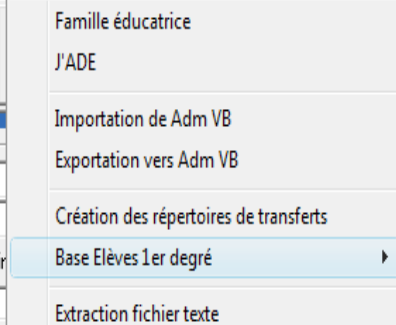 Famille éducatrice
J'ADE
Importation de Adm VB
Exportation vers Adm VB
Création des répertoires de transferts
Base Elèves 1er degré
Extraction fichier texte